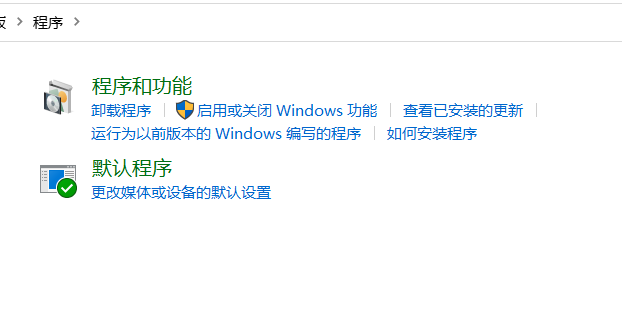 板 > 程序 >
程序和功能
卸载程序 | 启用或关闭 Windows 功能 | 查看已安装的更新 |
运行为以前版本的 Windows 编写的程序 | 如何安装程序
默认程序
更改媒体或设备的默认设置